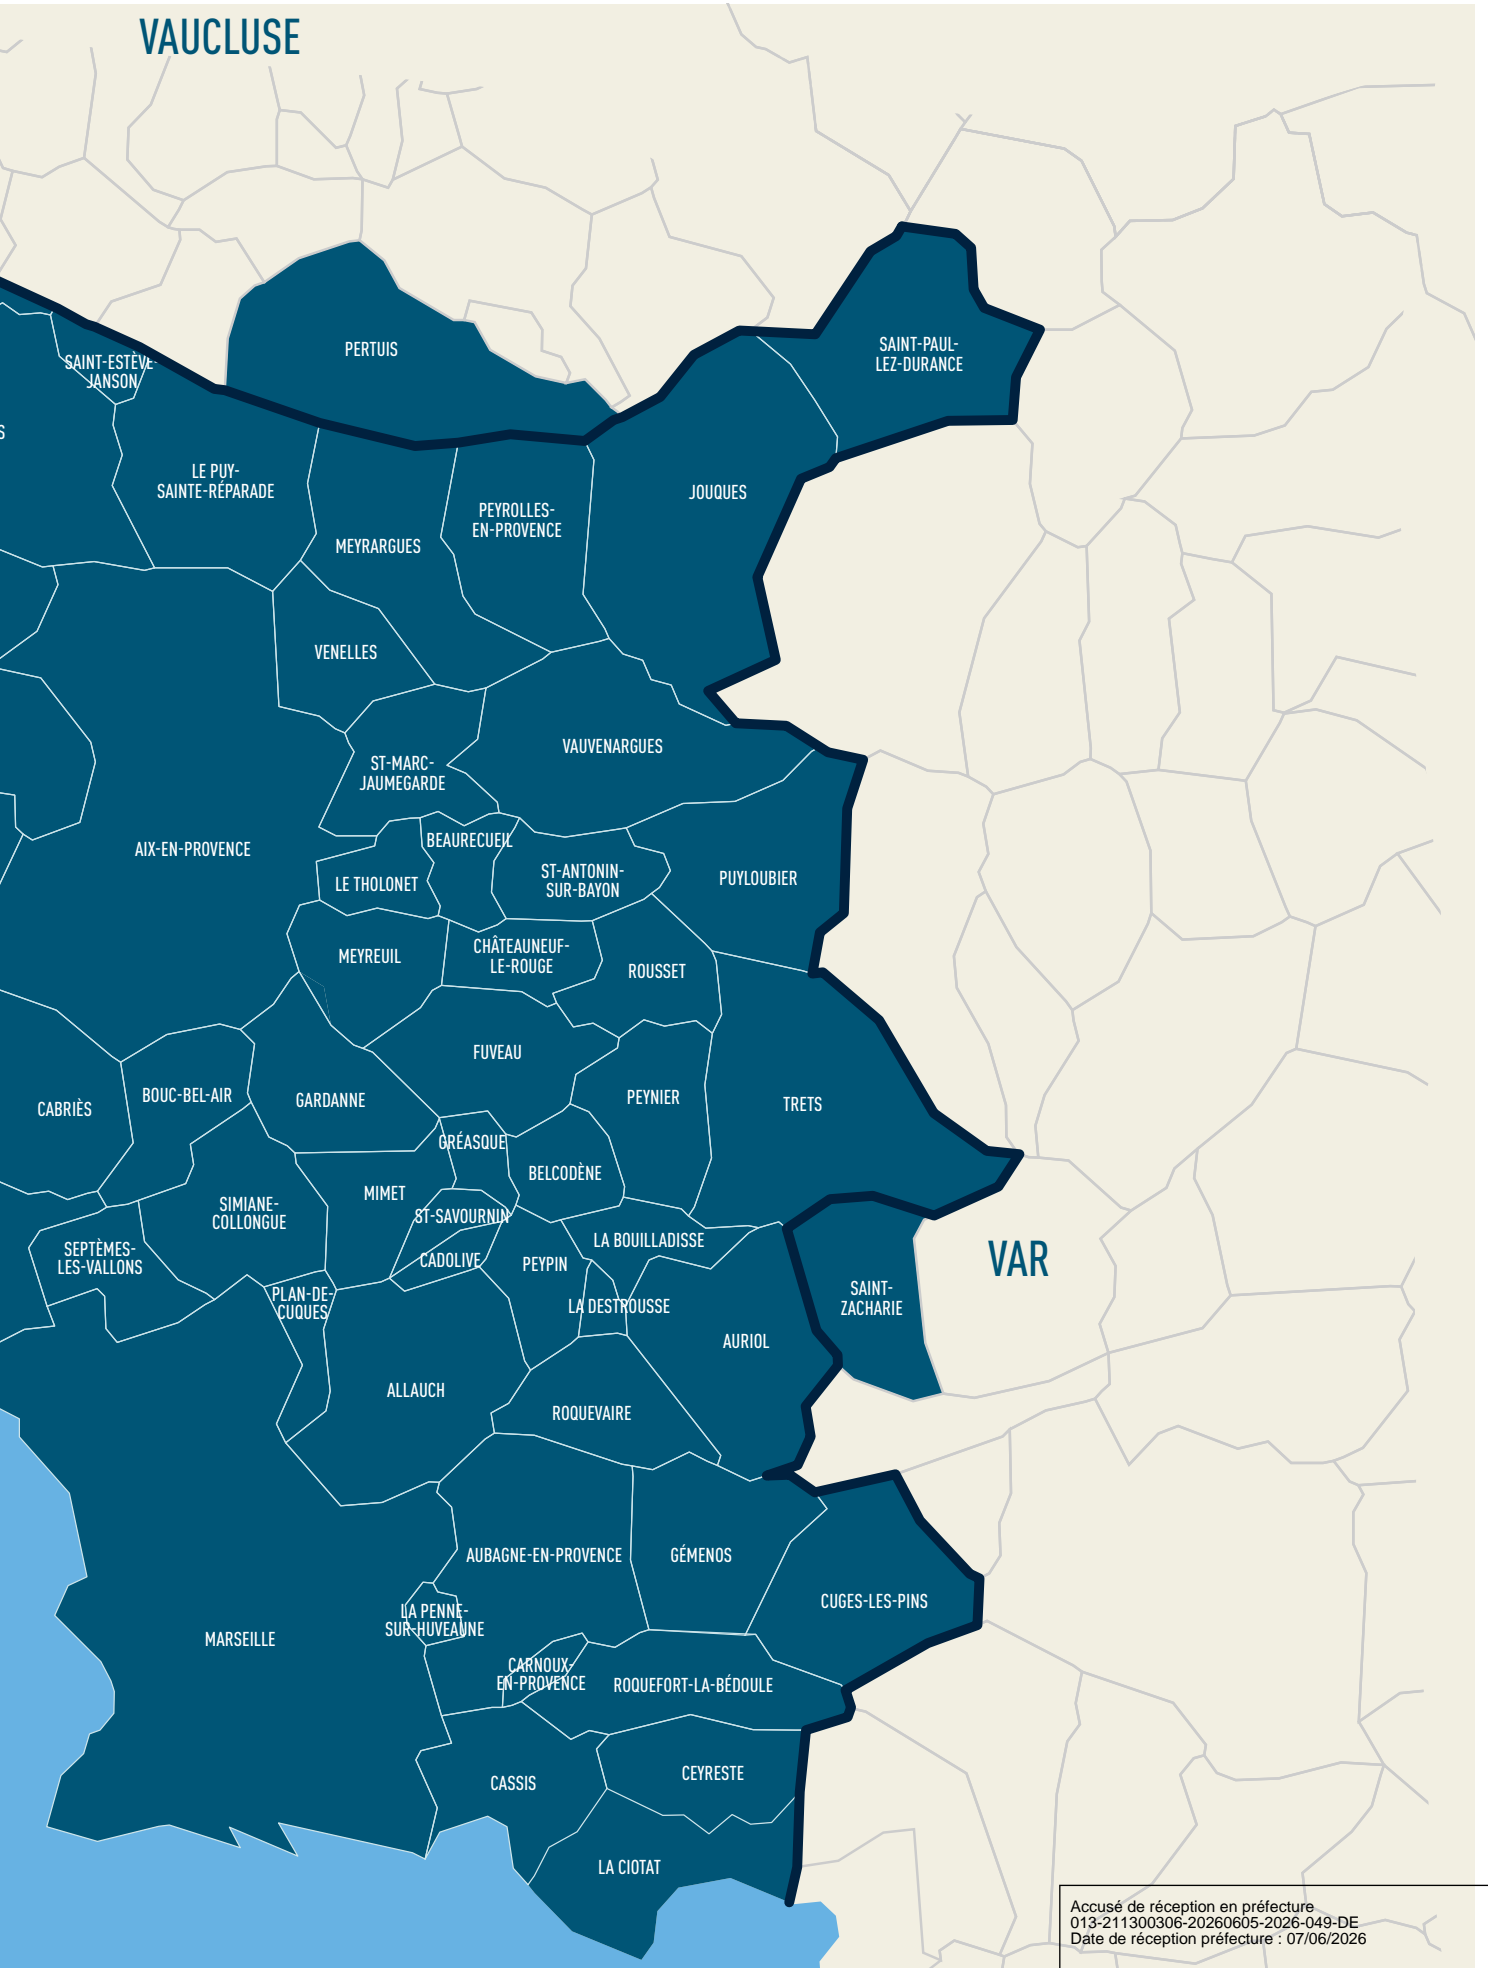 VAUCLUSE
PERTUIS
SAINT-PAUL-
LEZ-DURANCE
SAINT-ESTÈVE-
JANSON
S
LE PUY-
SAINTE-RÉPARADE
MEYRARGUES
PEYROLLES-
EN-PROVENCE
JOUQUES
VENELLES
VAUVENARGUES
ST-MARC-
JAUMEGARDE
AIX-EN-PROVENCE
BEAURECUEIL
LE THOLONET
ST-ANTONIN-
SUR-BAYON
PUYLOUBIER
MEYREUIL
CHÂTEAUNEUF-
LE-ROUGE
ROUSSET
FUVEAU
CABRIÈS
BOUC-BEL-AIR
GARDANNE
PEYNIER
TRETS
GRÉASQUE
BELCODÈNE
MIMET
SIMIANE-
COLLONGUE
ST-SAVOURNIN
SEPTÈMES-
LES-VALLONS
CADOLIVE
PEYPIN
LA BOUILLADISSE
VAR
PLAN-DE-
CUQUES
LA DESTROUSSE
SAINT-
ZACHARIE
AURIOL
ALLAUCH
ROQUEVAIRE
AUBAGNE-EN-PROVENCE
GÉMENOS
CUGES-LES-PINS
LA PENNE-
SUR-HUVEAUNE
MARSEILLE
CARNOUX-
EN-PROVENCE
ROQUEFORT-LA-BÉDOULE
CASSIS
CEYRESTE
LA CIOTAT
Accusé de réception en préfecture
013-211300306-20260605-2026-049-DE
Date de réception préfecture : 07/06/2026